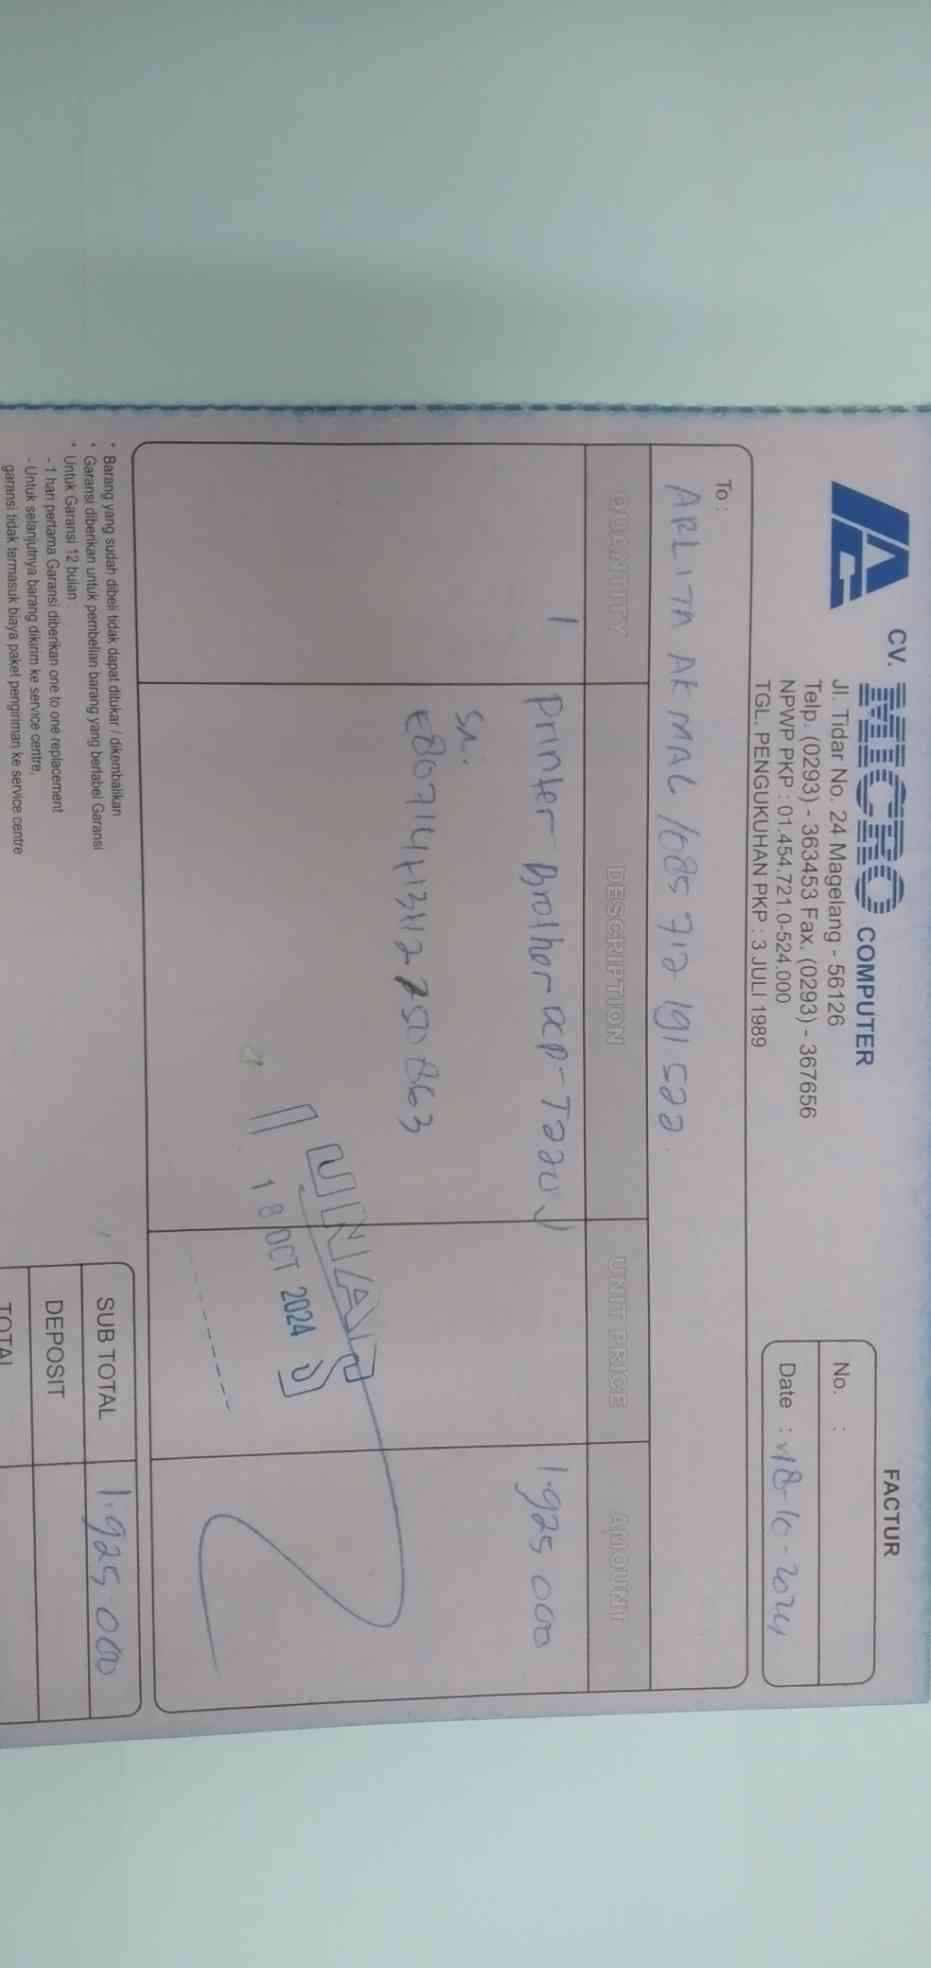 CV. MICRO COMPUTER
Jl. Tidar No. 24 Magelang - 56126
Telp. (0293) - 363453 Fax. (0293) - 367656
NPWP PKP : 01.454.721.0-524.000
TGL. PENGUKUHAN PKP : 3 JULI 1989
FACTUR
No. :
Date : 18-10-2024
To :
ARLITA AKMAL / 085 712 191 522.
QUANTITY DESCRIPTION UNIT PRICE AMOUNT
1 Printer Brother DCP-T220 1.925.000
SN:
LUNAS
18 OCT 2024
SUB TOTAL 1.925.000
DEPOSIT
TOTAL
* Barang yang sudah dibeli tidak dapat ditukar / dikembalikan
* Garansi diberikan untuk pembelian barang yang berlabel Garansi
* Untuk Garansi 12 bulan :
- 1 hari pertama Garansi diberikan one to one replacement
- Untuk selanjutnya barang dikirim ke service centre,
garansi tidak termasuk biaya paket pengiriman ke service centre